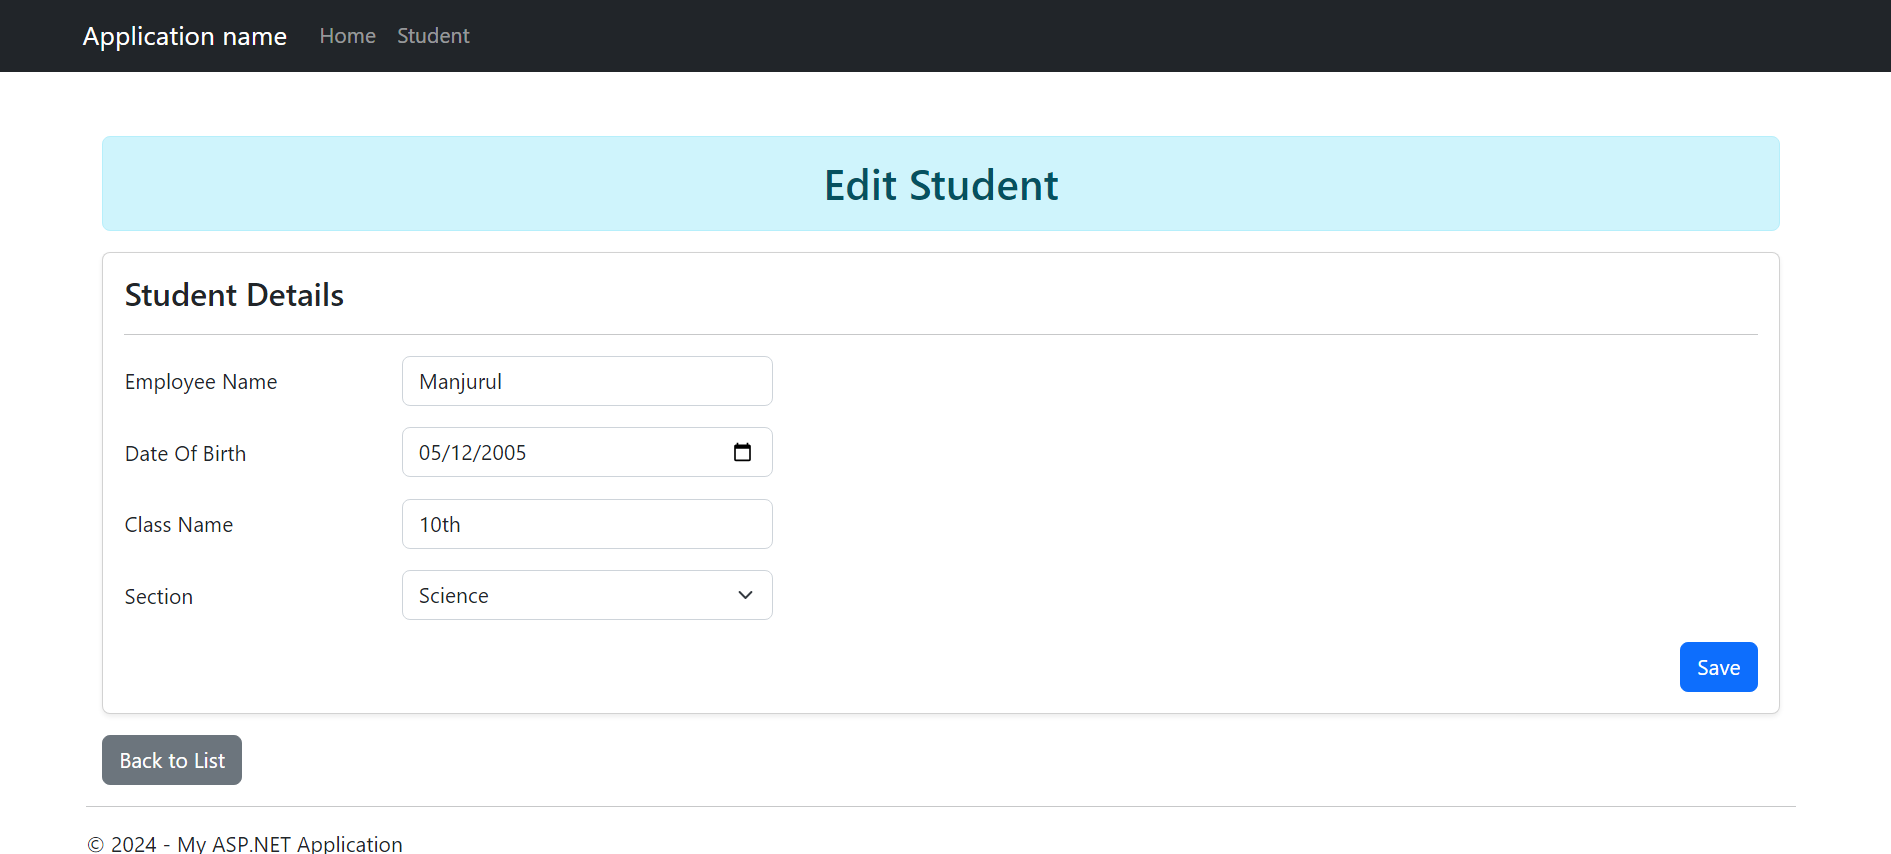 Application name Home Student
Edit Student
Student Details
Employee Name Manjurul
Date Of Birth 05/12/2005
Class Name 10th
Section Science
Save
Back to List
© 2024 - My ASP.NET Application